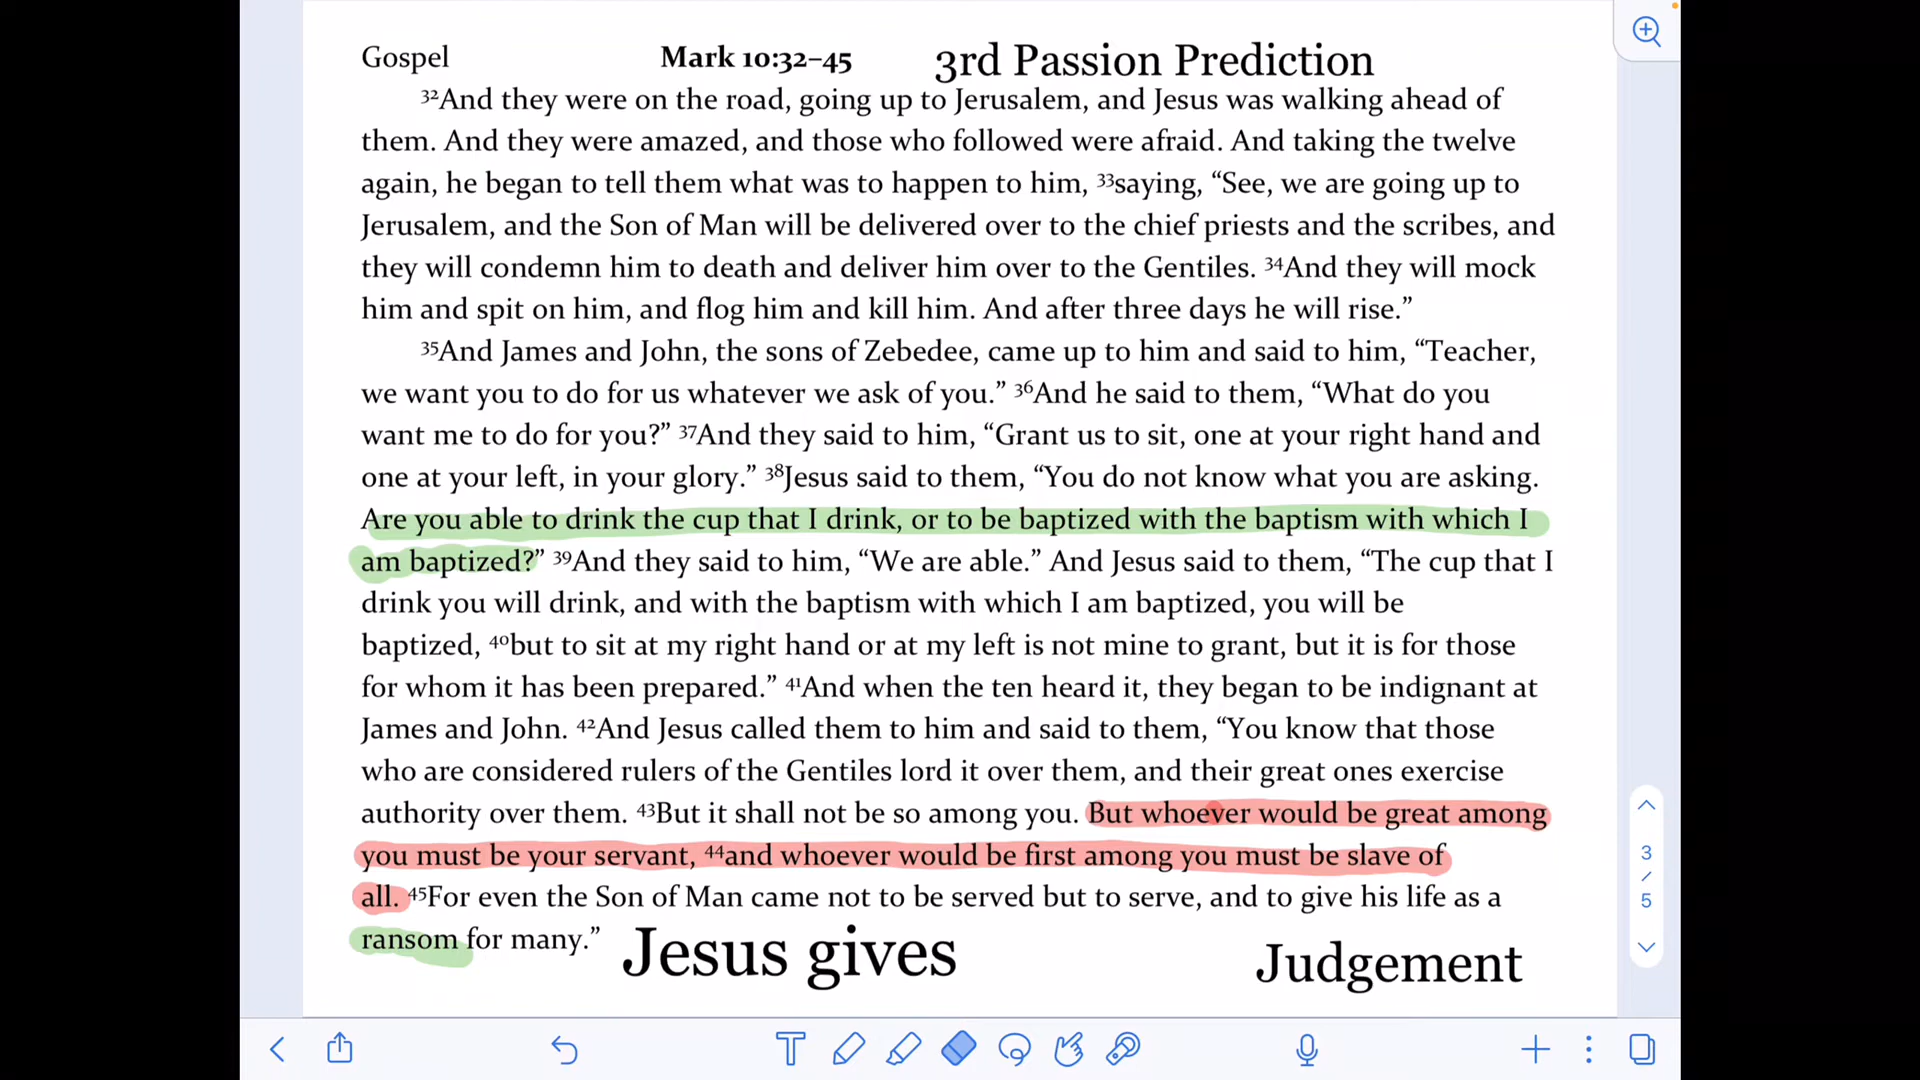 Gospel Mark 10:32–45 3rd Passion Prediction
³²And they were on the road, going up to Jerusalem, and Jesus was walking ahead of
them. And they were amazed, and those who followed were afraid. And taking the twelve
again, he began to tell them what was to happen to him, ³³saying, “See, we are going up to
Jerusalem, and the Son of Man will be delivered over to the chief priests and the scribes, and
they will condemn him to death and deliver him over to the Gentiles. ³⁴And they will mock
him and spit on him, and flog him and kill him. And after three days he will rise.”
³⁵And James and John, the sons of Zebedee, came up to him and said to him, “Teacher,
we want you to do for us whatever we ask of you.” ³⁶And he said to them, “What do you
want me to do for you?” ³⁷And they said to him, “Grant us to sit, one at your right hand and
one at your left, in your glory.” ³⁸Jesus said to them, “You do not know what you are asking.
Are you able to drink the cup that I drink, or to be baptized with the baptism with which I
am baptized?” ³⁹And they said to him, “We are able.” And Jesus said to them, “The cup that I
drink you will drink, and with the baptism with which I am baptized, you will be
baptized, ⁴⁰but to sit at my right hand or at my left is not mine to grant, but it is for those
for whom it has been prepared.” ⁴¹And when the ten heard it, they began to be indignant at
James and John. ⁴²And Jesus called them to him and said to them, “You know that those
who are considered rulers of the Gentiles lord it over them, and their great ones exercise
authority over them. ⁴³But it shall not be so among you. But whoever would be great among
you must be your servant, ⁴⁴and whoever would be first among you must be slave of
all. ⁴⁵For even the Son of Man came not to be served but to serve, and to give his life as a
ransom for many.” Jesus gives Judgement
3
/
5